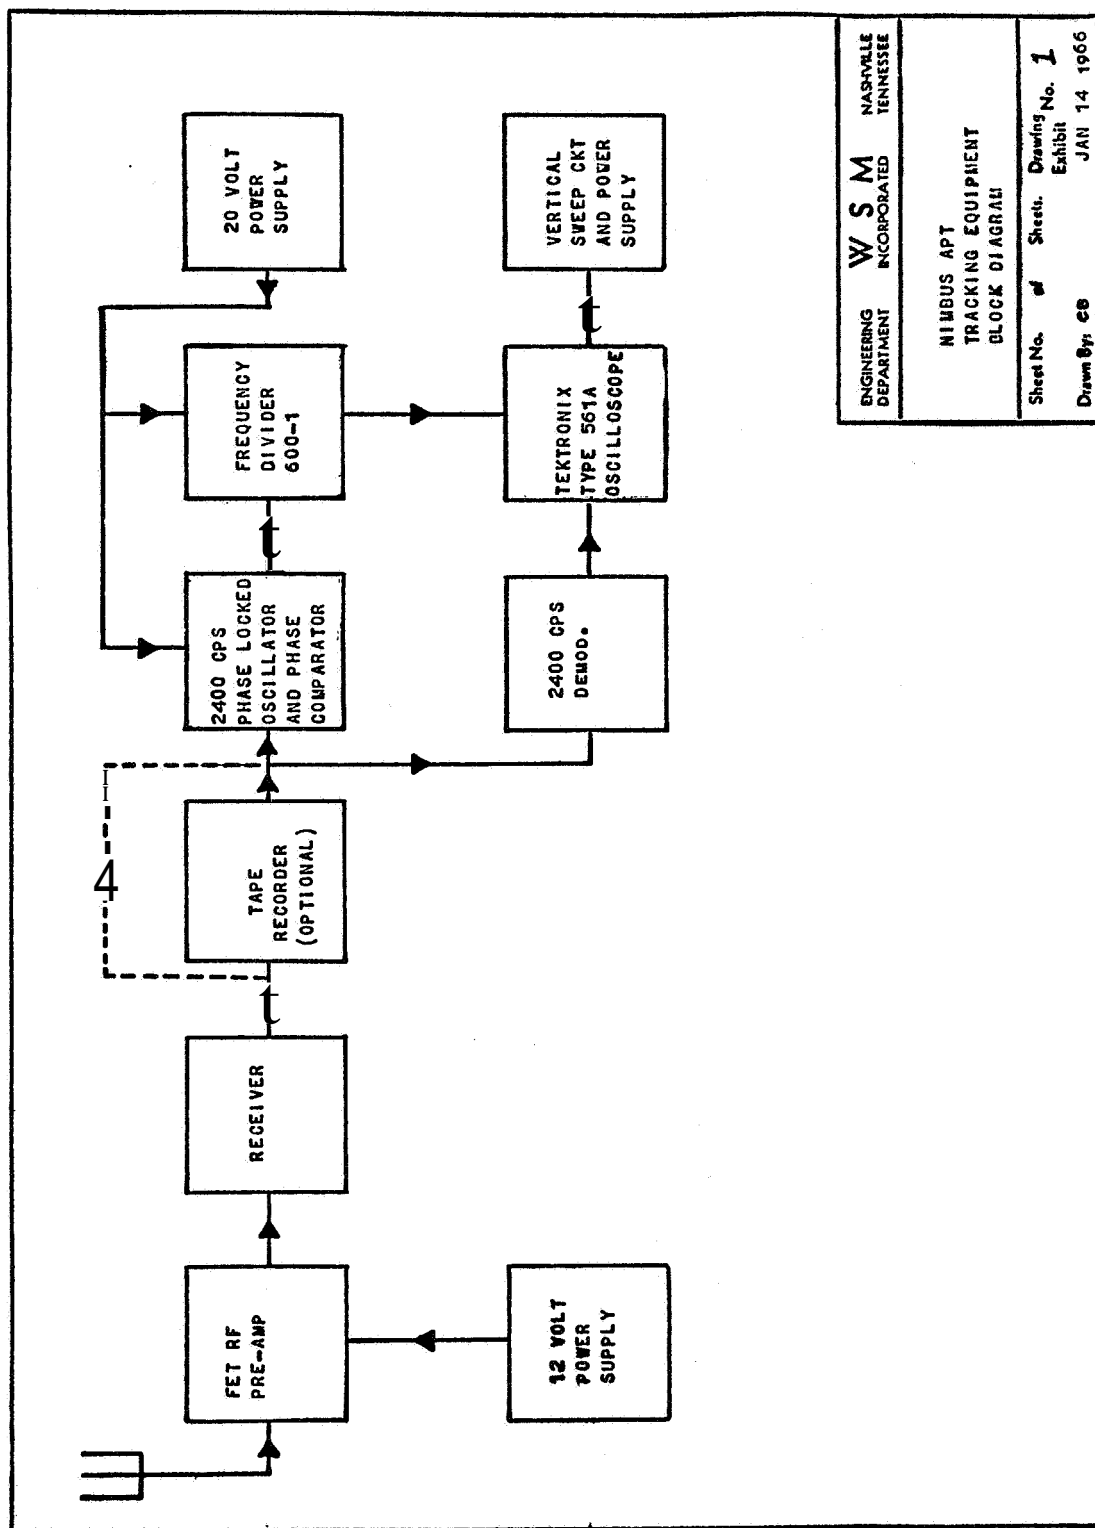 FET RF
PRE-AMP
12 VOLT
POWER
SUPPLY
RECEIVER
TAPE
RECORDER
(OPTIONAL)
4
2400 CPS
PHASE LOCKED
OSCILLATOR
AND PHASE
COMPARATOR
2400 CPS
DEMOD.
FREQUENCY
DIVIDER
600-1
TEKTRONIX
TYPE 561A
OSCILLOSCOPE
20 VOLT
POWER
SUPPLY
VERTICAL
SWEEP CKT
AND POWER
SUPPLY
t
t
t
ENGINEERING
DEPARTMENT
W S M
INCORPORATED
NASHVILLE
TENNESSEE
NIMBUS APT
TRACKING EQUIPMENT
BLOCK DIAGRAM
Sheet No. of Sheets. Drawing No. 1
Exhibit
Drawn By: CB JAN 14 1966